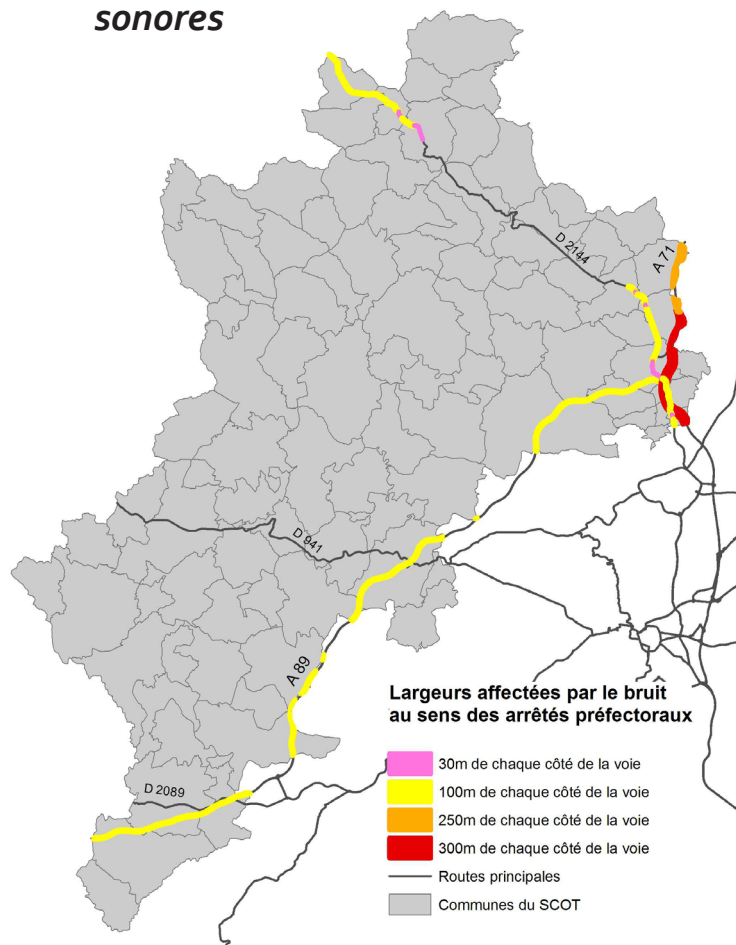 sonores
D 2144
A 71
D 941
A 89
D 2089
Largeurs affectées par le bruit
au sens des arrêtés préfectoraux
30m de chaque côté de la voie
100m de chaque côté de la voie
250m de chaque côté de la voie
300m de chaque côté de la voie
Routes principales
Communes du SCOT